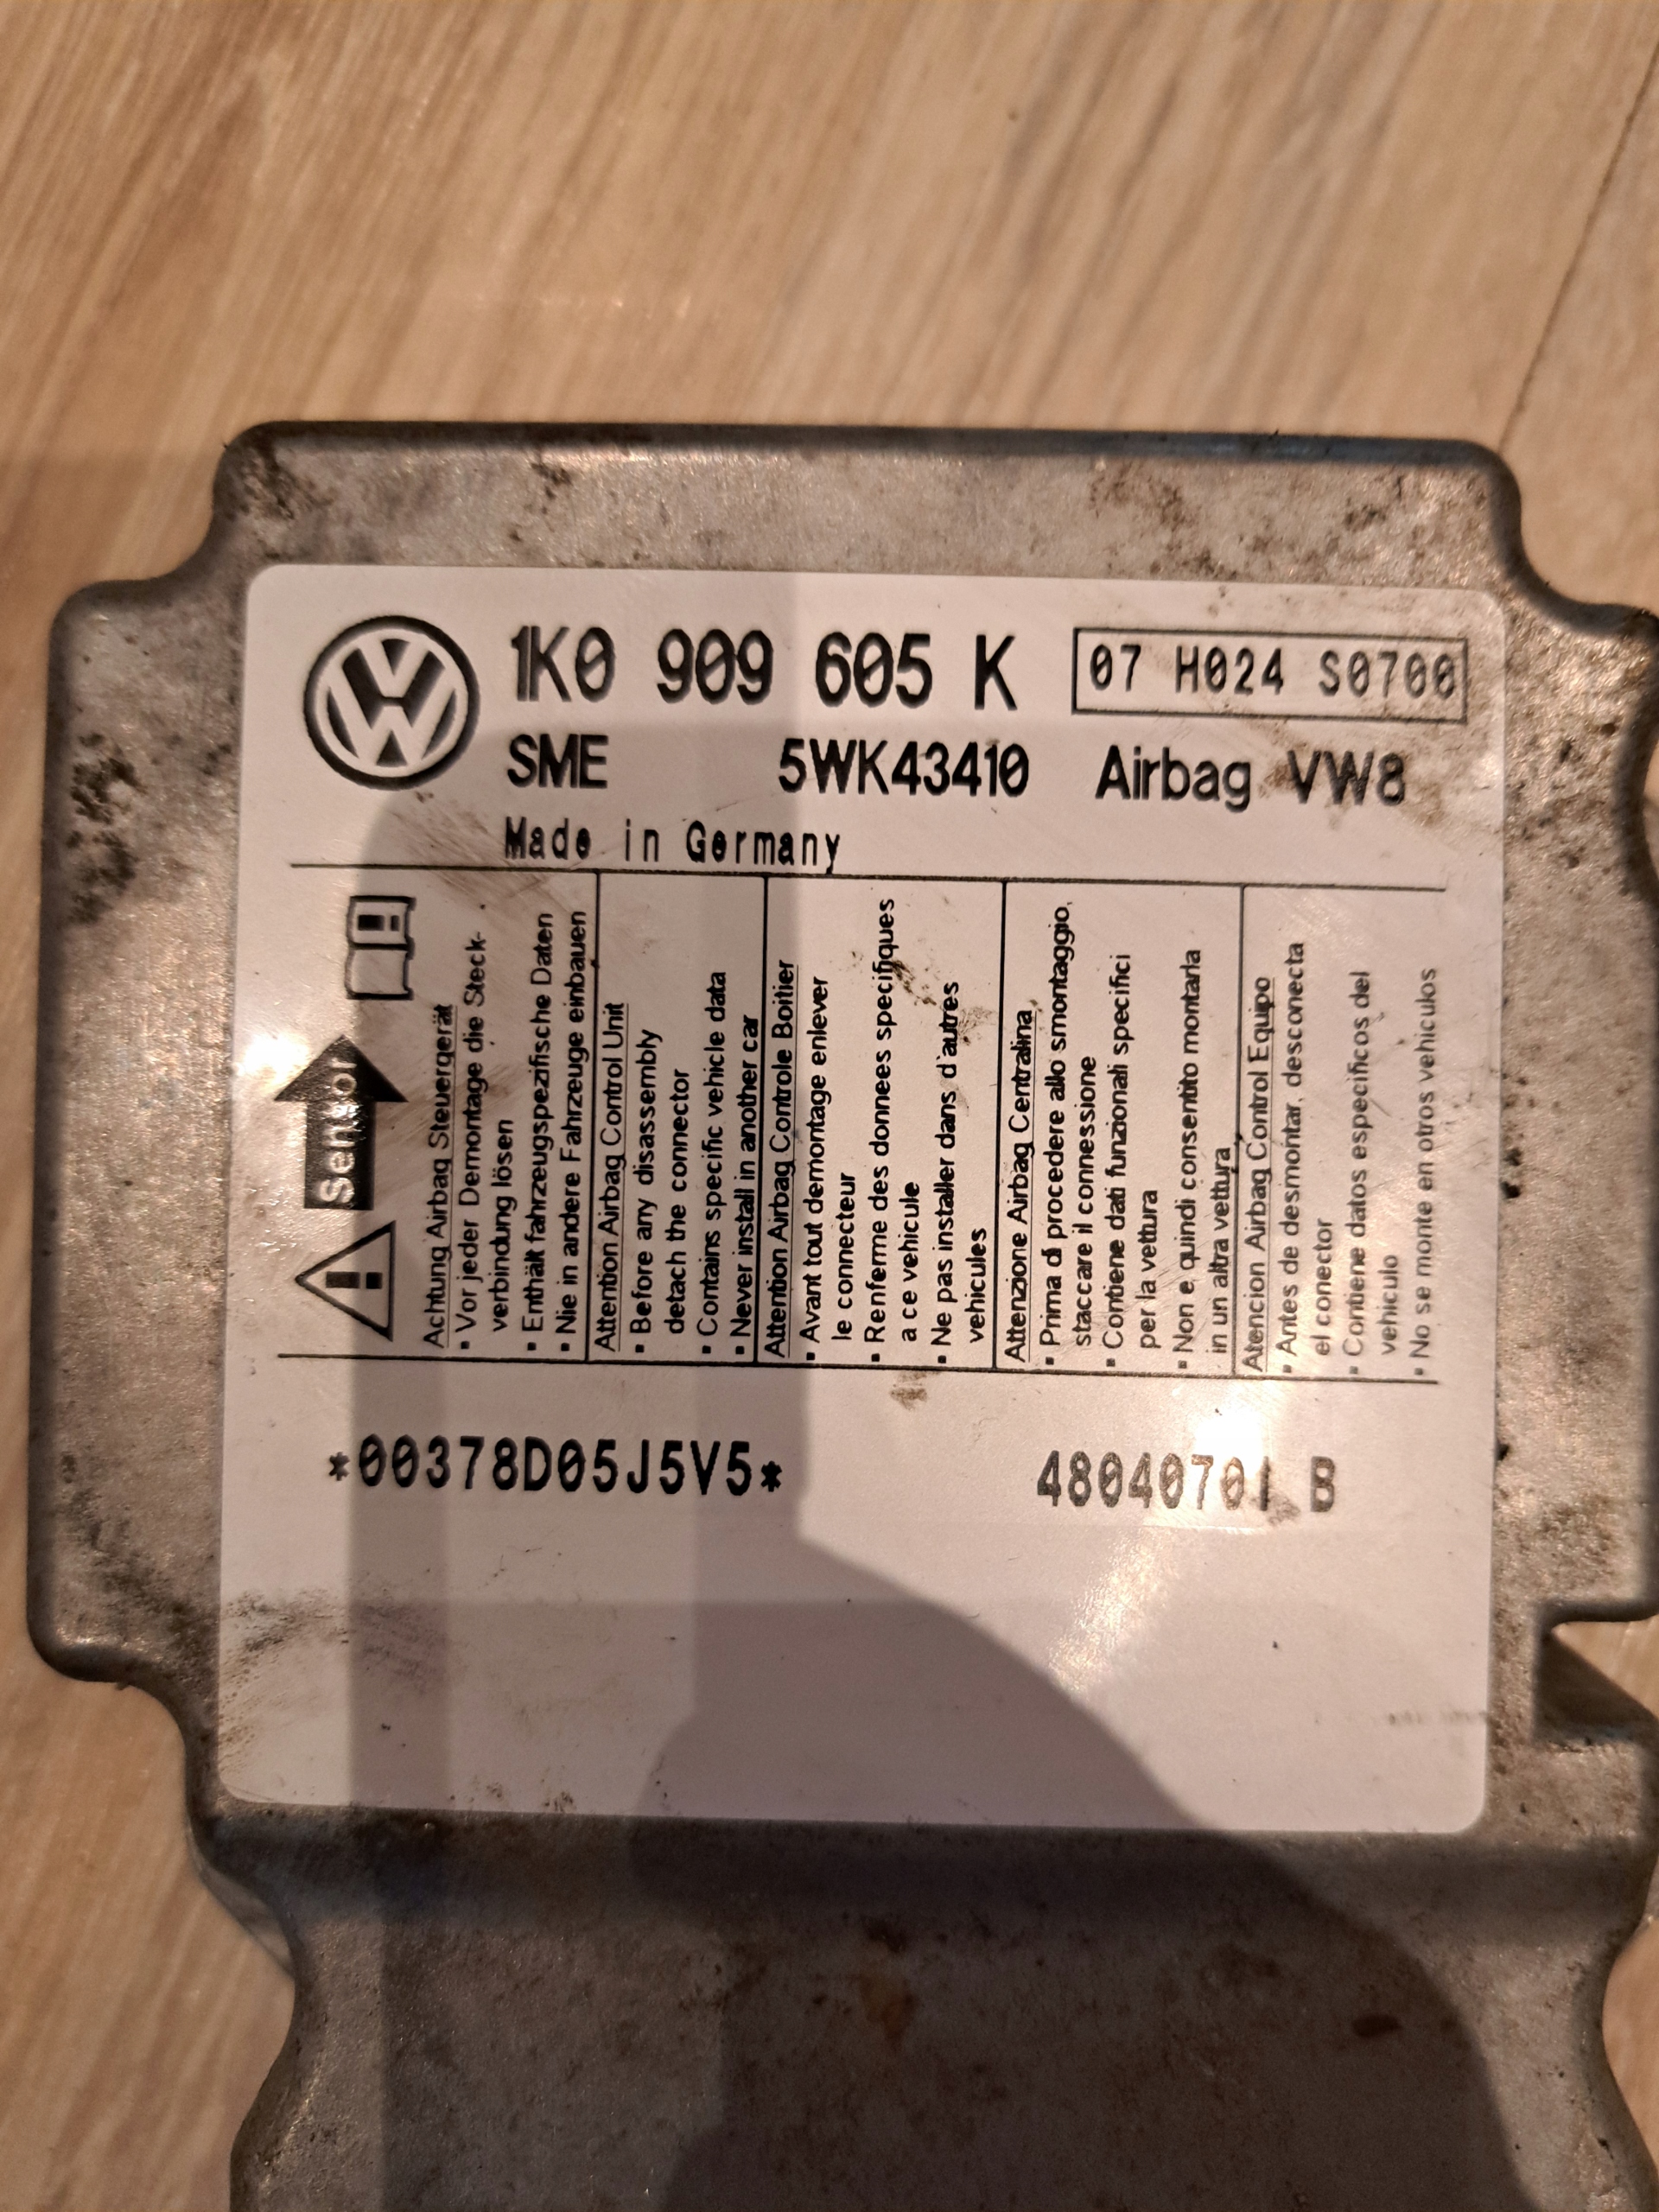 1K0 909 605 K
07 H024 S0700
SME 5WK43410 Airbag VW8
Made in Germany
Sensor
Achtung Airbag Steuergerät
▪ Vor jeder Demontage die Steck-
verbindung lösen
▪ Enthält fahrzeugspezifische Daten
▪ Nie in andere Fahrzeuge einbauen
Attention Airbag Control Unit
▪ Before any disassembly
detach the connector
▪ Contains specific vehicle data
▪ Never install in another car
Attention Airbag Controle Boitier
▪ Avant tout demontage enlever
le connecteur
▪ Renferme des donnees specifiques
a ce vehicule
▪ Ne pas installer dans d'autres
vehicules
Attenzione Airbag Centralina
▪ Prima di procedere allo smontaggio,
staccare il connessione
▪ Contiene dati funzionali specifici
per la vettura
▪ Non e quindi consentito montarla
in un altra vettura
Atencion Airbag Control Equipo
▪ Antes de desmontar, desconecta
el conector
▪ Contiene datos especificos del
vehiculo
▪ No se monte en otros vehiculos
*00378D05J5V5*
48040701 B